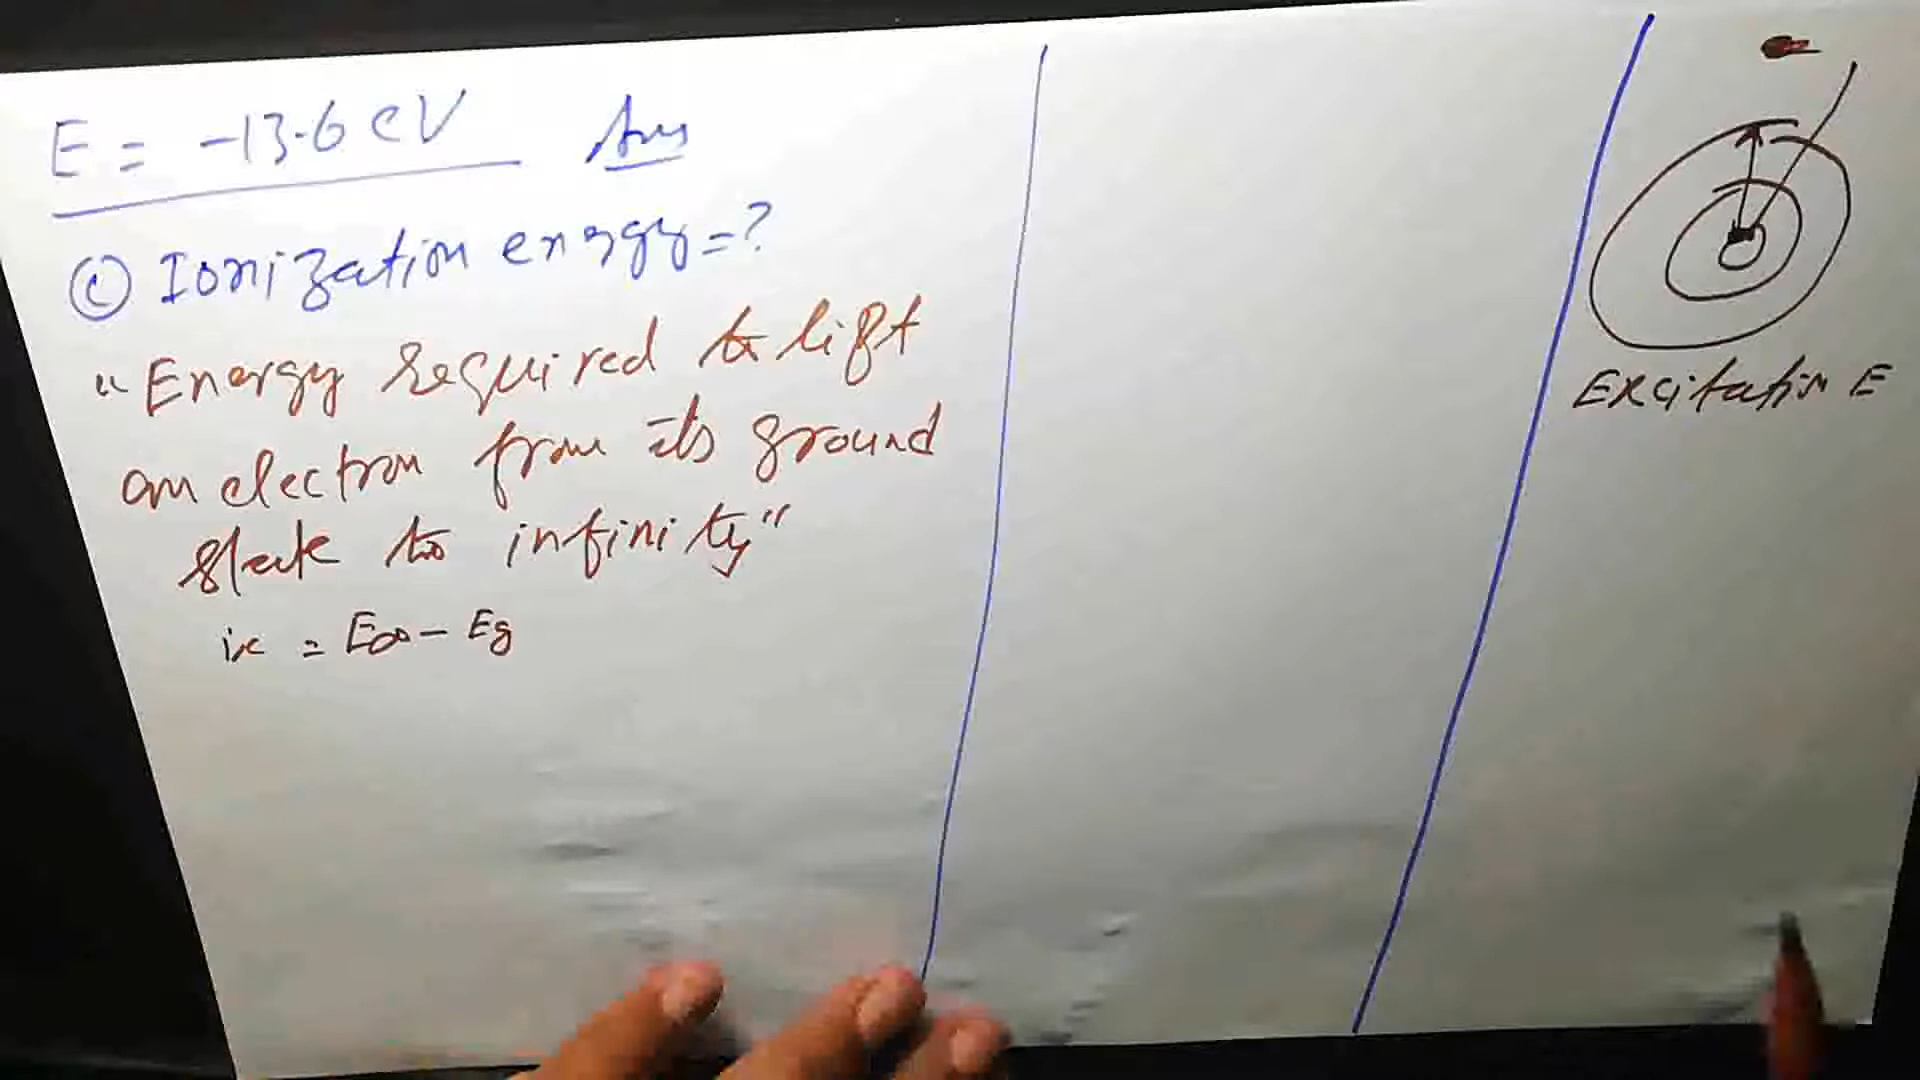 E = -13.6 eV Ans
(C) Ionization energy = ?
"Energy required to lift
an electron from its ground
state to infinity"
ie = E∞ - Eg
Excitation E